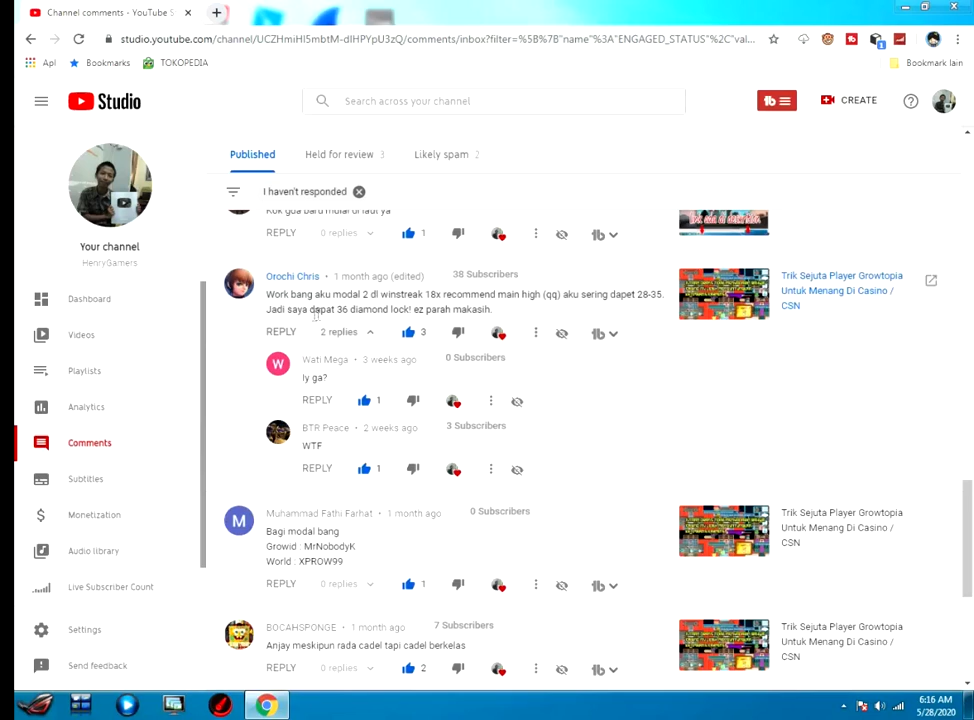 Channel comments - YouTube S
studio.youtube.com/channel/UCZHmiHI5mbtM-dIHPYpU3zQ/comments/inbox?filter=%5B%7B"name"%3A"ENGAGED_STATUS"%2C"val...
Apl Bookmarks TOKOPEDIA Bookmark lain
Studio
Search across your channel
CREATE
Published Held for review 3 Likely spam 2
I haven't responded
Your channel
HenryGamers
Dashboard
Videos
Playlists
Analytics
Comments
Subtitles
Monetization
Audio library
Live Subscriber Count
Settings
Send feedback
Kok gua baru mulai di laut ya
REPLY 0 replies 1
Orochi Chris • 1 month ago (edited) 38 Subscribers
Work bang aku modal 2 dl winstreak 18x recommend main high (qq) aku sering dapet 28-35.
Jadi saya dapat 36 diamond lock! ez parah makasih.
REPLY 2 replies 3
Trik Sejuta Player Growtopia
Untuk Menang Di Casino /
CSN
W
Wati Mega • 3 weeks ago 0 Subscribers
ly ga?
REPLY 1
BTR Peace • 2 weeks ago 3 Subscribers
WTF
REPLY 1
M
Muhammad Fathi Farhat • 1 month ago 0 Subscribers
Bagi modal bang
Growid : MrNobodyK
World : XPROW99
REPLY 0 replies 1
Trik Sejuta Player Growtopia
Untuk Menang Di Casino /
CSN
BOCAHSPONGE • 1 month ago 7 Subscribers
Anjay meskipun rada cadel tapi cadel berkelas
REPLY 0 replies 2
Trik Sejuta Player Growtopia
Untuk Menang Di Casino /
CSN
6:16 AM
5/28/2020